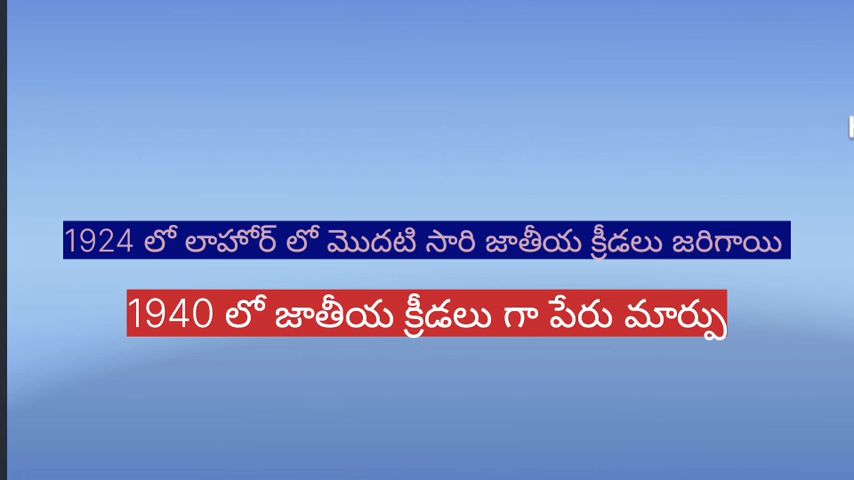 1924 లో లాహోర్ లో మొదటి సారి జాతీయ క్రీడలు జరిగాయి
1940 లో జాతీయ క్రీడలు గా పేరు మార్పు